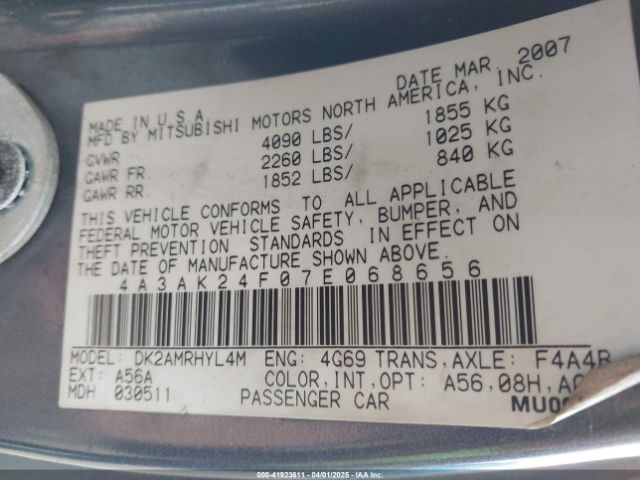 DATE MAR. 2007
MADE IN U.S.A.
MFD BY MITSUBISHI MOTORS NORTH AMERICA, INC.
GVWR 4090 LBS/ 1855 KG
GAWR FR. 2260 LBS/ 1025 KG
GAWR RR. 1852 LBS/ 840 KG
THIS VEHICLE CONFORMS TO ALL APPLICABLE
FEDERAL MOTOR VEHICLE SAFETY, BUMPER, AND
THEFT PREVENTION STANDARDS IN EFFECT ON
THE DATE OF MANUFACTURE SHOWN ABOVE.
4A3AK24F07E068656
MODEL: DK2AMRHYL4M ENG: 4G69 TRANS,AXLE: F4A4B
EXT: A56A COLOR,INT,OPT: A56,08H,
MDH 030511 PASSENGER CAR
000-41923611 - 04/01/2025 - IAAI.COM